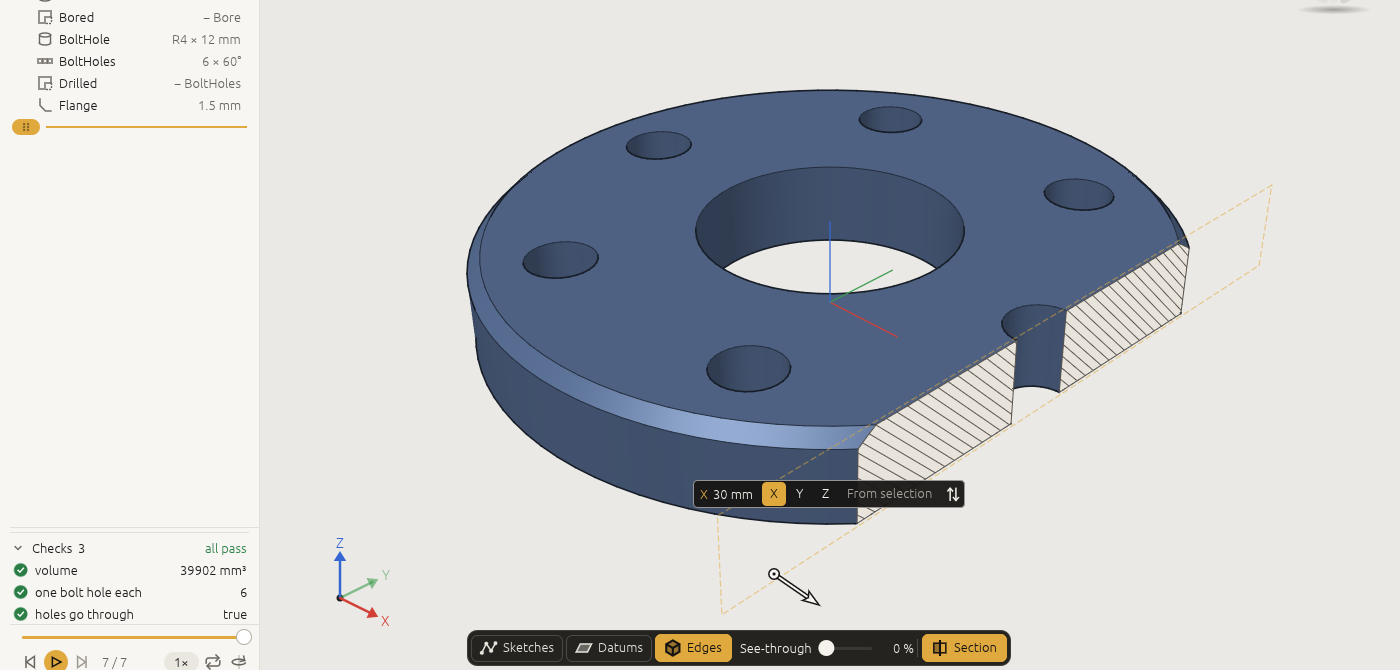 Bored – Bore
BoltHole R4 × 12 mm
BoltHoles 6 × 60°
Drilled – BoltHoles
Flange 1.5 mm
X 30 mm X Y Z From selection
Z
Y
X
Checks 3 all pass
volume 39902 mm³
one bolt hole each 6
holes go through true
7 / 7 1×
Sketches Datums Edges See-through 0 % Section